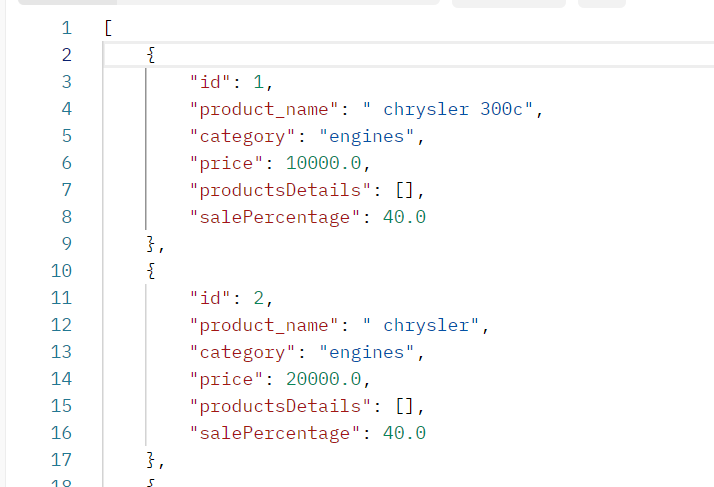 1 [
2 {
3 "id": 1,
4 "product_name": " chrysler 300c",
5 "category": "engines",
6 "price": 10000.0,
7 "productsDetails": [],
8 "salePercentage": 40.0
9 },
10 {
11 "id": 2,
12 "product_name": " chrysler",
13 "category": "engines",
14 "price": 20000.0,
15 "productsDetails": [],
16 "salePercentage": 40.0
17 },
18 {